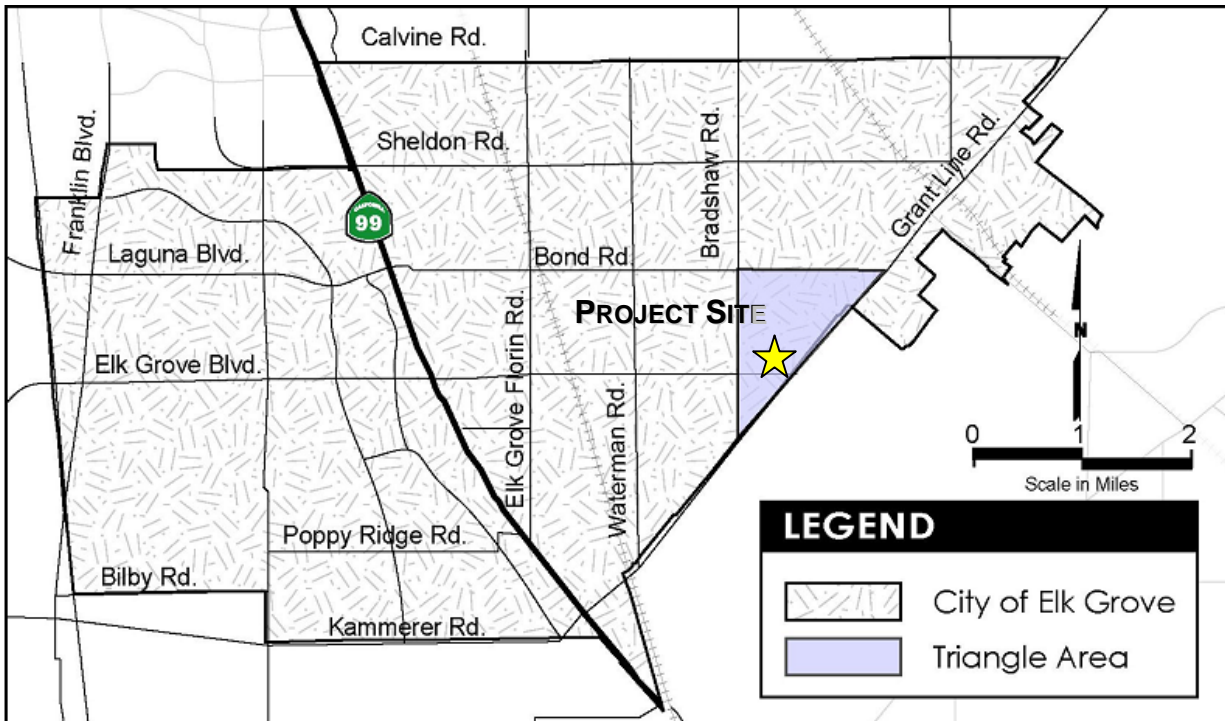 Calvine Rd.
Sheldon Rd.
Franklin Blvd.
CALIFORNIA
99
Bradshaw Rd.
Grant Line Rd.
Laguna Blvd.
Bond Rd.
PROJECT SITE
Elk Grove Blvd.
Elk Grove Florin Rd.
Waterman Rd.
N
0 1 2
Scale in Miles
Poppy Ridge Rd.
Bilby Rd.
Kammerer Rd.
LEGEND
City of Elk Grove
Triangle Area